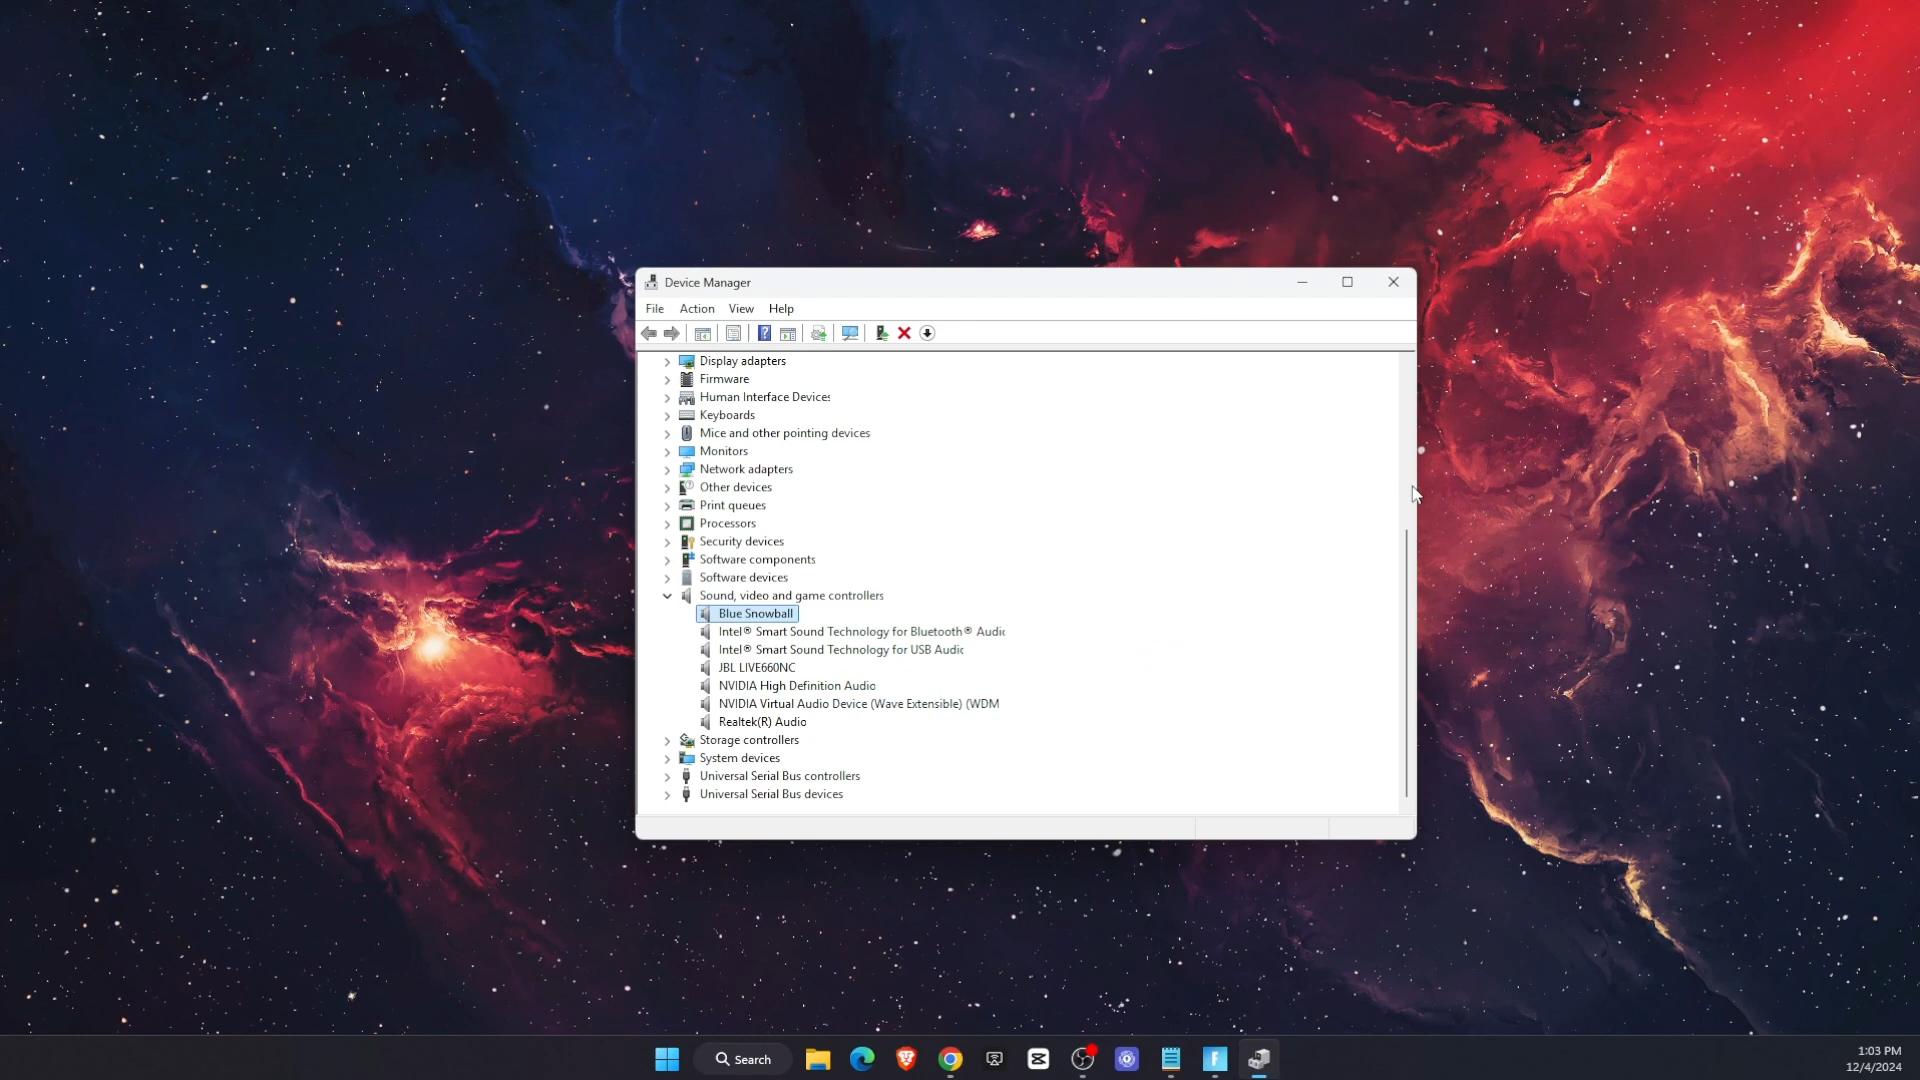 Device Manager
File Action View Help
Display adapters
Firmware
Human Interface Devices
Keyboards
Mice and other pointing devices
Monitors
Network adapters
Other devices
Print queues
Processors
Security devices
Software components
Software devices
Sound, video and game controllers
Blue Snowball
Intel® Smart Sound Technology for Bluetooth® Audio
Intel® Smart Sound Technology for USB Audio
JBL LIVE660NC
NVIDIA High Definition Audio
NVIDIA Virtual Audio Device (Wave Extensible) (WDM
Realtek(R) Audio
Storage controllers
System devices
Universal Serial Bus controllers
Universal Serial Bus devices
Search
1:03 PM
12/4/2024